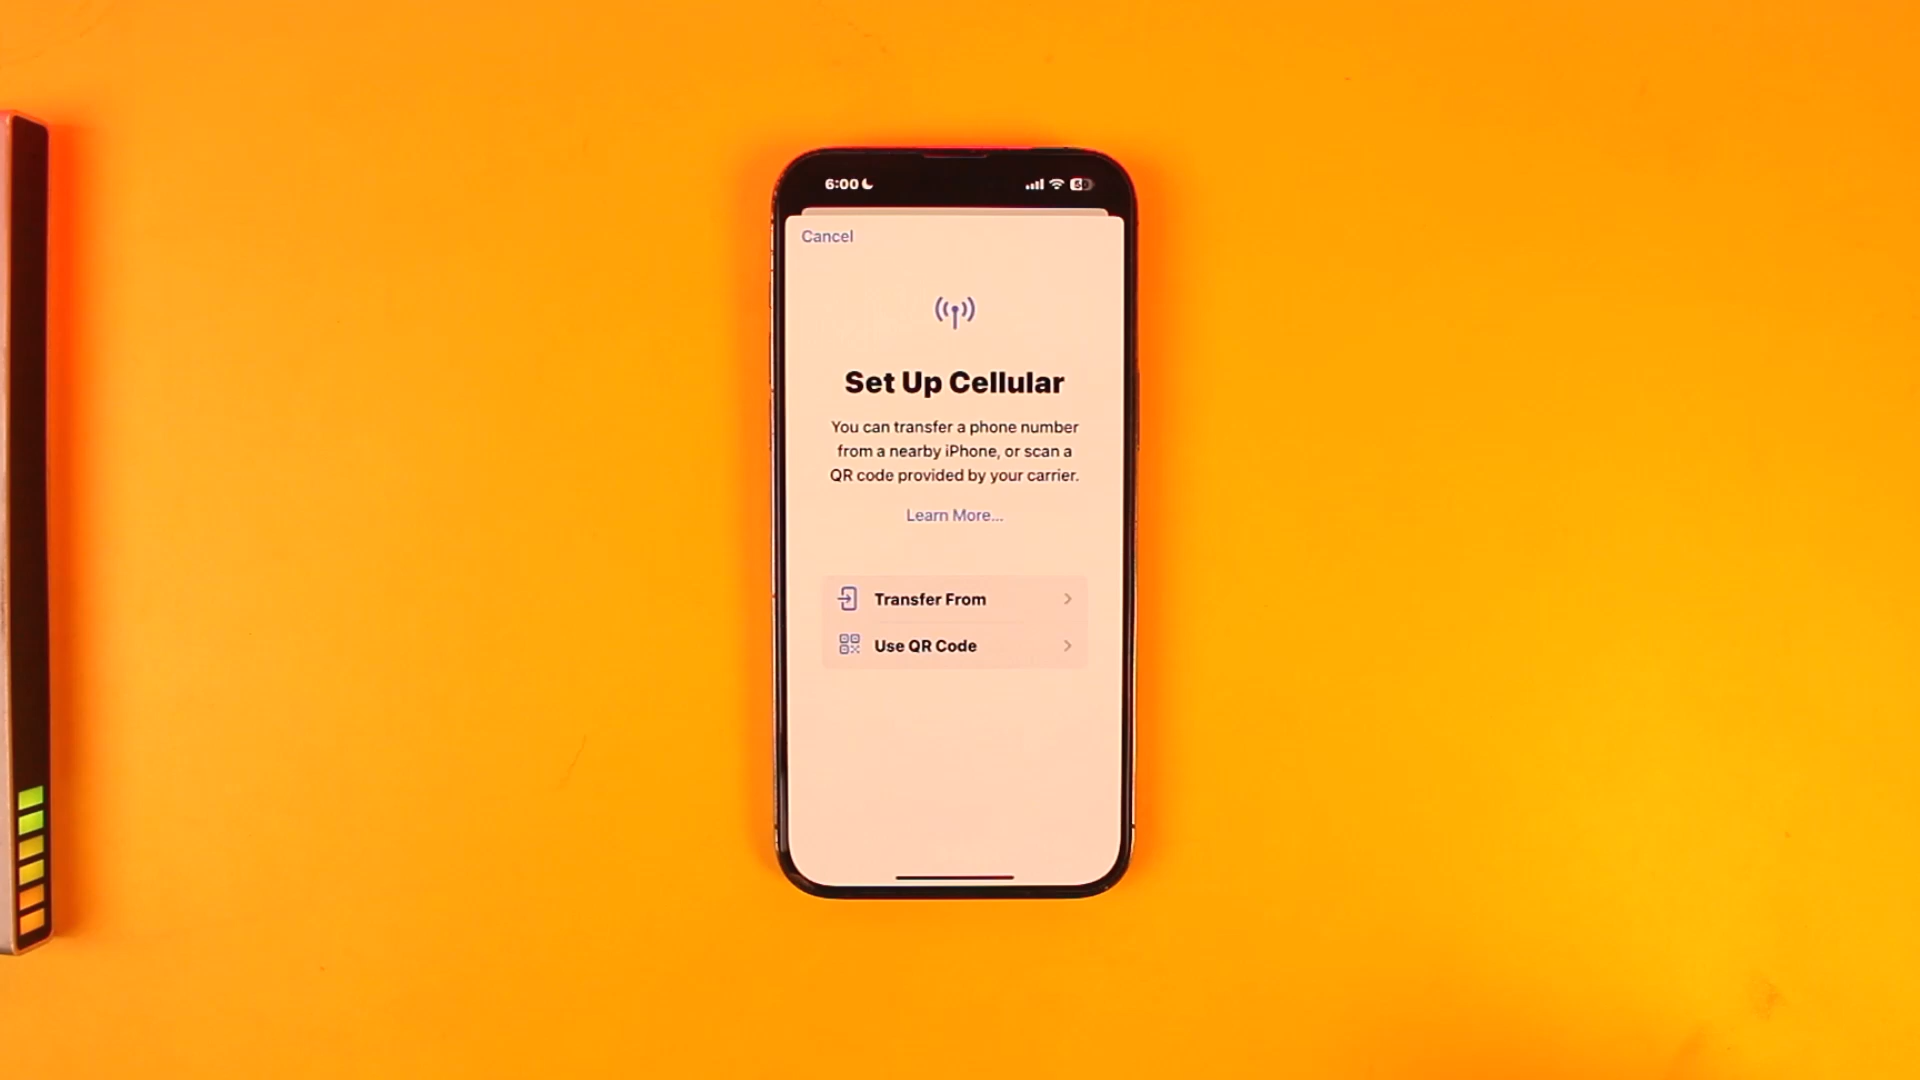 6:00
Cancel
Set Up Cellular
You can transfer a phone number
from a nearby iPhone, or scan a
QR code provided by your carrier.
Learn More...
Transfer From
Use QR Code